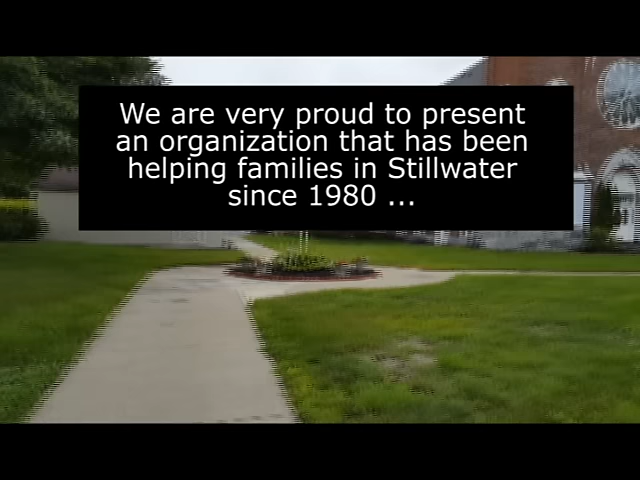 We are very proud to present
an organization that has been
helping families in Stillwater
since 1980 ...